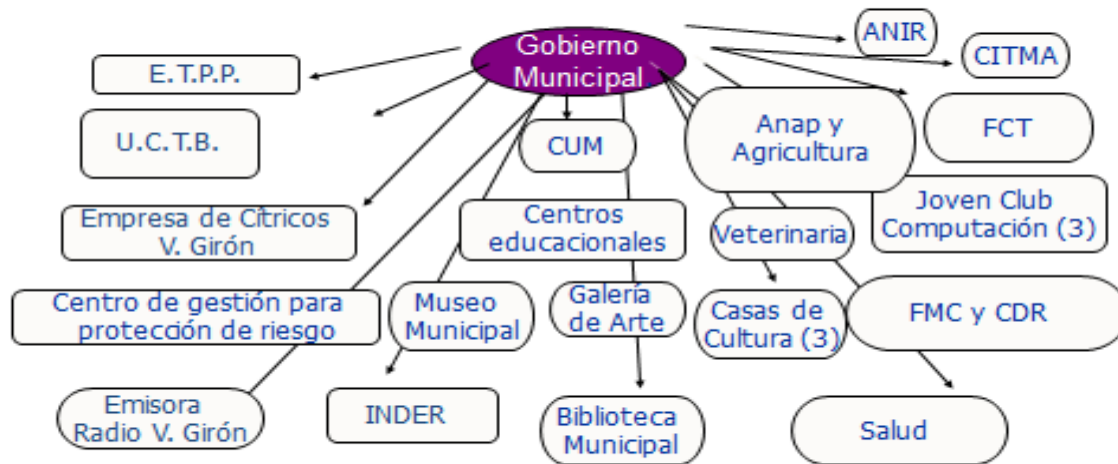 Gobierno
Municipal
ANIR
CITMA
E.T.P.P.
U.C.T.B.
CUM
Anap y
Agricultura
FCT
Empresa de Cítricos
V. Girón
Centros
educacionales
Veterinaria
Joven Club
Computación (3)
Centro de gestión para
protección de riesgo
Museo
Municipal
Galería
de Arte
Casas de
Cultura (3)
FMC y CDR
Emisora
Radio V. Girón
INDER
Biblioteca
Municipal
Salud